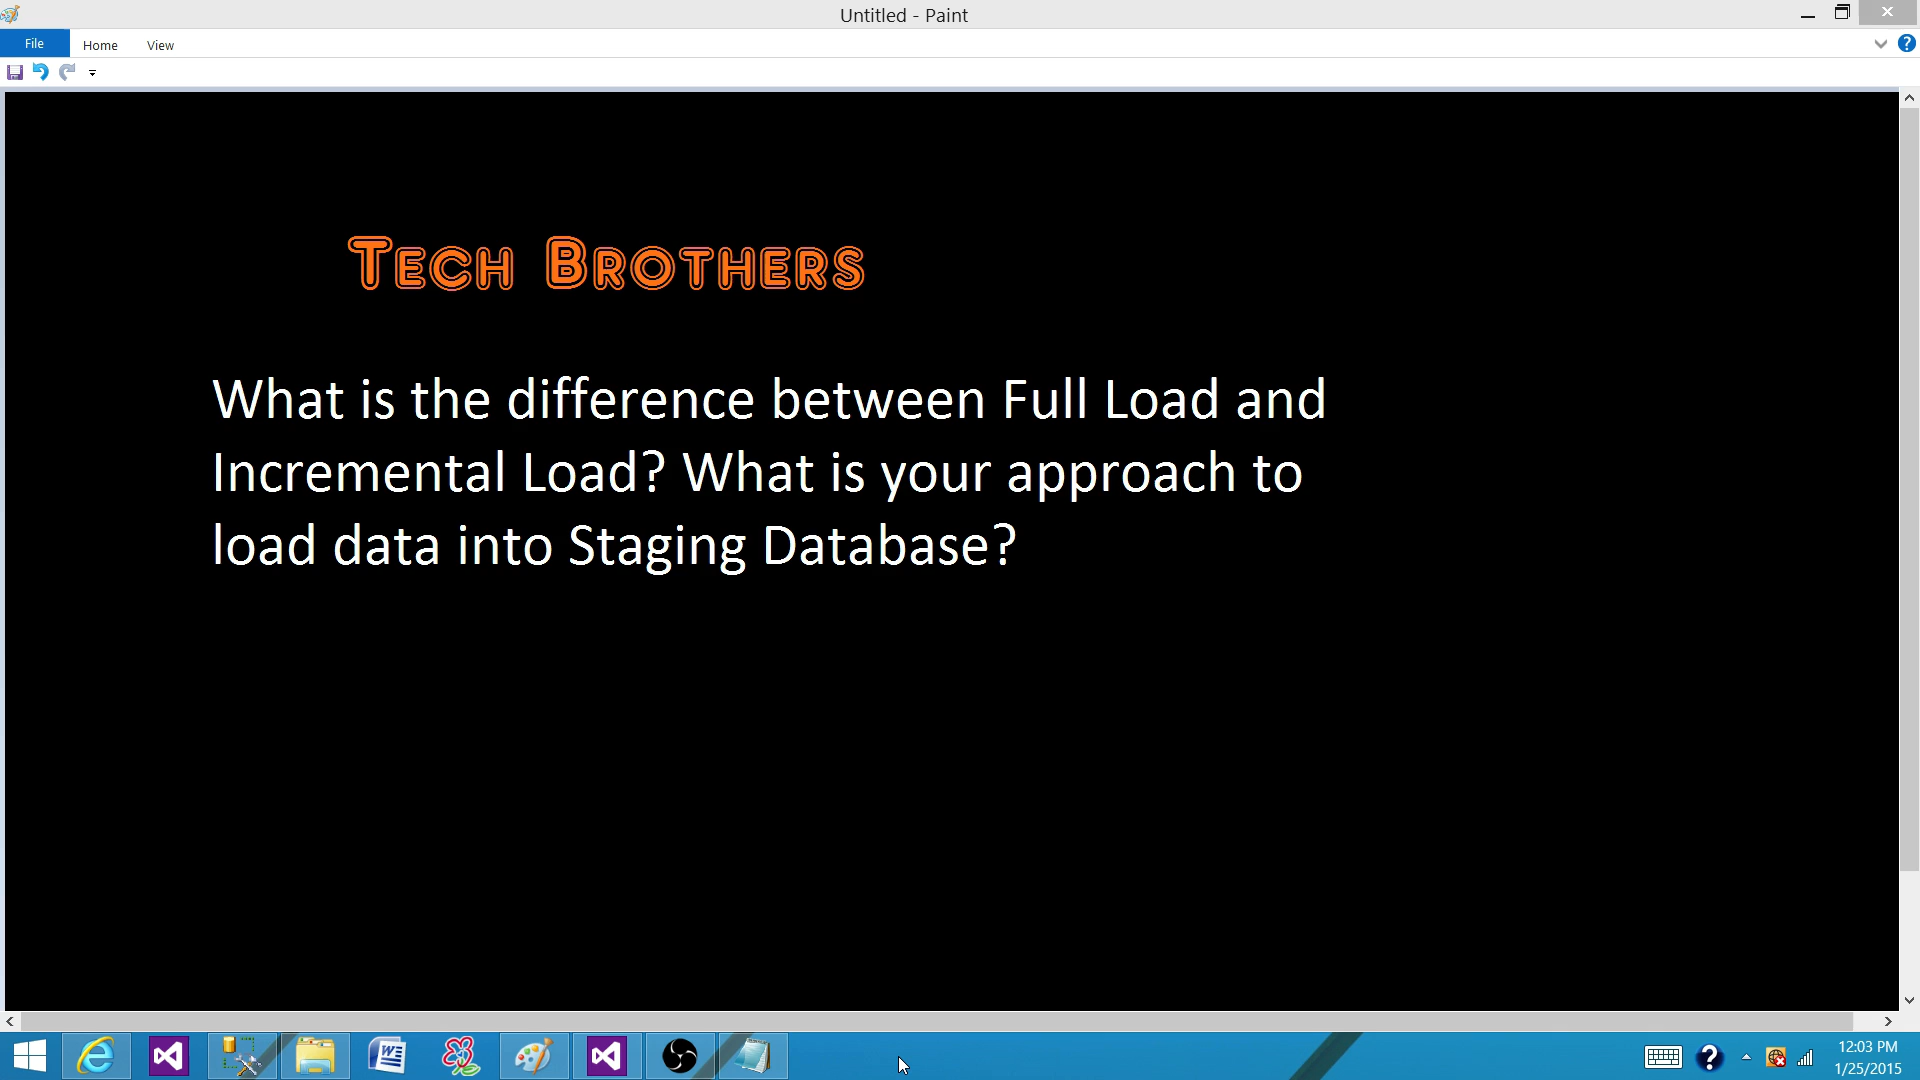 Untitled - Paint
File Home View
Tech Brothers
What is the difference between Full Load and
Incremental Load? What is your approach to
load data into Staging Database?
12:03 PM
1/25/2015